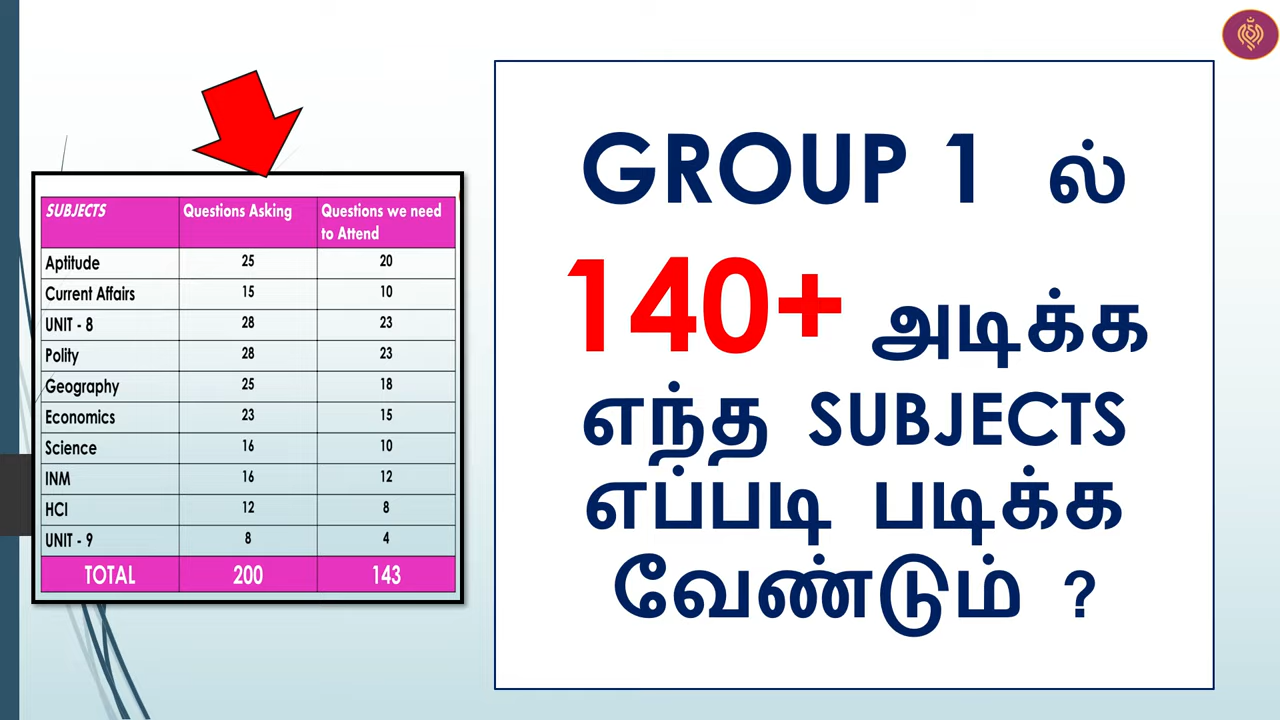 SUBJECTS Questions Asking Questions we need to Attend
Aptitude 25 20
Current Affairs 15 10
UNIT - 8 28 23
Polity 28 23
Geography 25 18
Economics 23 15
Science 16 10
INM 16 12
HCI 12 8
UNIT - 9 8 4
TOTAL 200 143
GROUP 1 ல்
140+ அடிக்க
எந்த SUBJECTS
எப்படி படிக்க
வேண்டும் ?